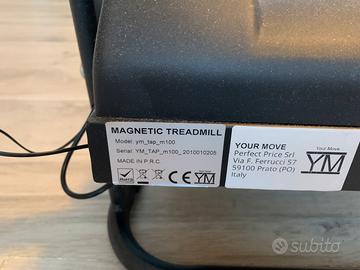 MAGNETIC TREADMILL
Model: ym_tap_m100
Serial: YM_TAP_m100_2010010205
MADE IN P.R.C.
RoHS
CE
YM
YOUR MOVE
Perfect Price Srl
Via F. Ferrucci 57
59100 Prato (PO)
Italy
Your Move
YM
subito